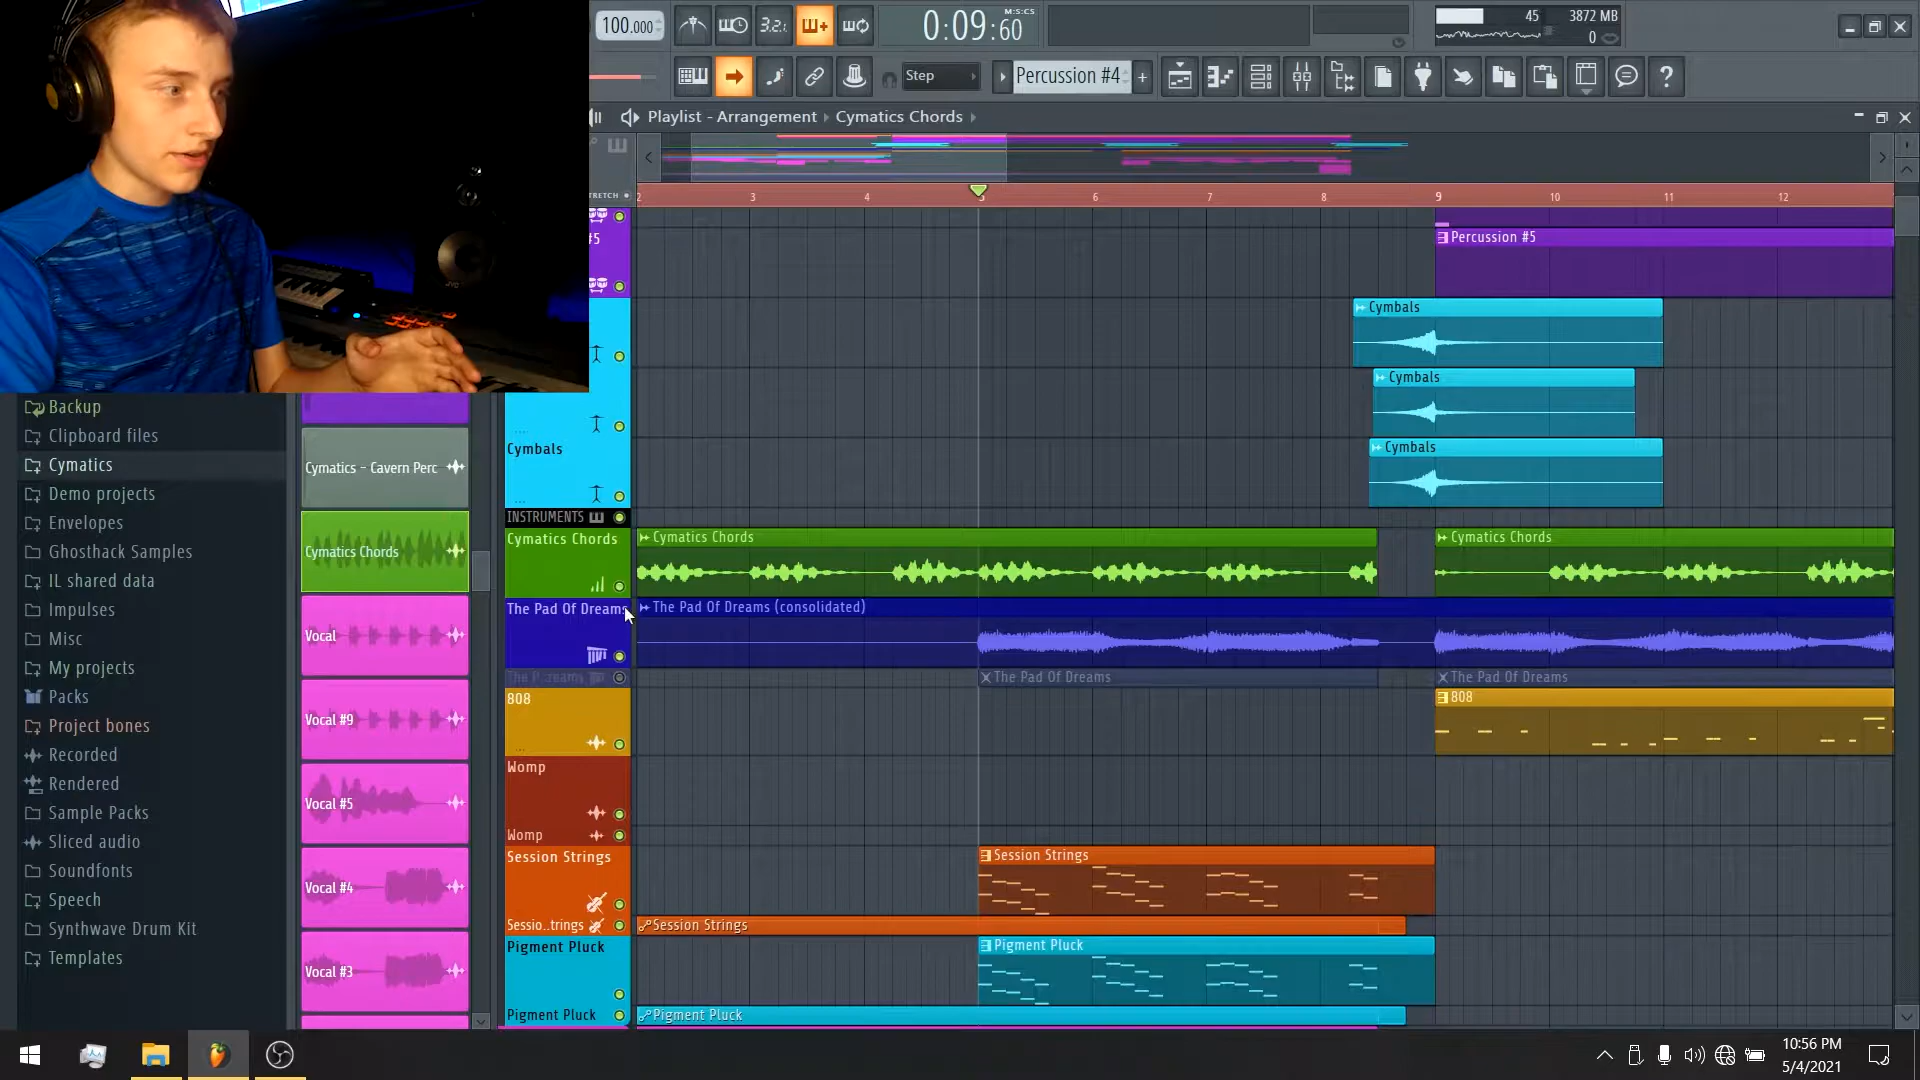 100.000
3.2.
0:09:60
M:S:CS
45
3872 MB
0
Step
Percussion #4
Playlist - Arrangement
Cymatics Chords
2
3
4
5
6
7
8
9
10
11
12
#5
Percussion #5
Cymbals
Cymbals
Cymbals
Cymbals
INSTRUMENTS
Cymatics Chords
Cymatics Chords
Cymatics Chords
The Pad Of Dreams
The Pad Of Dreams (consolidated)
The P..reams
The Pad Of Dreams
The Pad Of Dreams
808
808
Womp
Womp
Session Strings
Session Strings
Sessio..trings
Session Strings
Pigment Pluck
Pigment Pluck
Pigment Pluck
Pigment Pluck
Backup
Clipboard files
Cymatics
Demo projects
Envelopes
Ghosthack Samples
IL shared data
Impulses
Misc
My projects
Packs
Project bones
Recorded
Rendered
Sample Packs
Sliced audio
Soundfonts
Speech
Synthwave Drum Kit
Templates
Cymatics - Cavern Perc
Cymatics Chords
Vocal
Vocal #9
Vocal #5
Vocal #4
Vocal #3
10:56 PM
5/4/2021